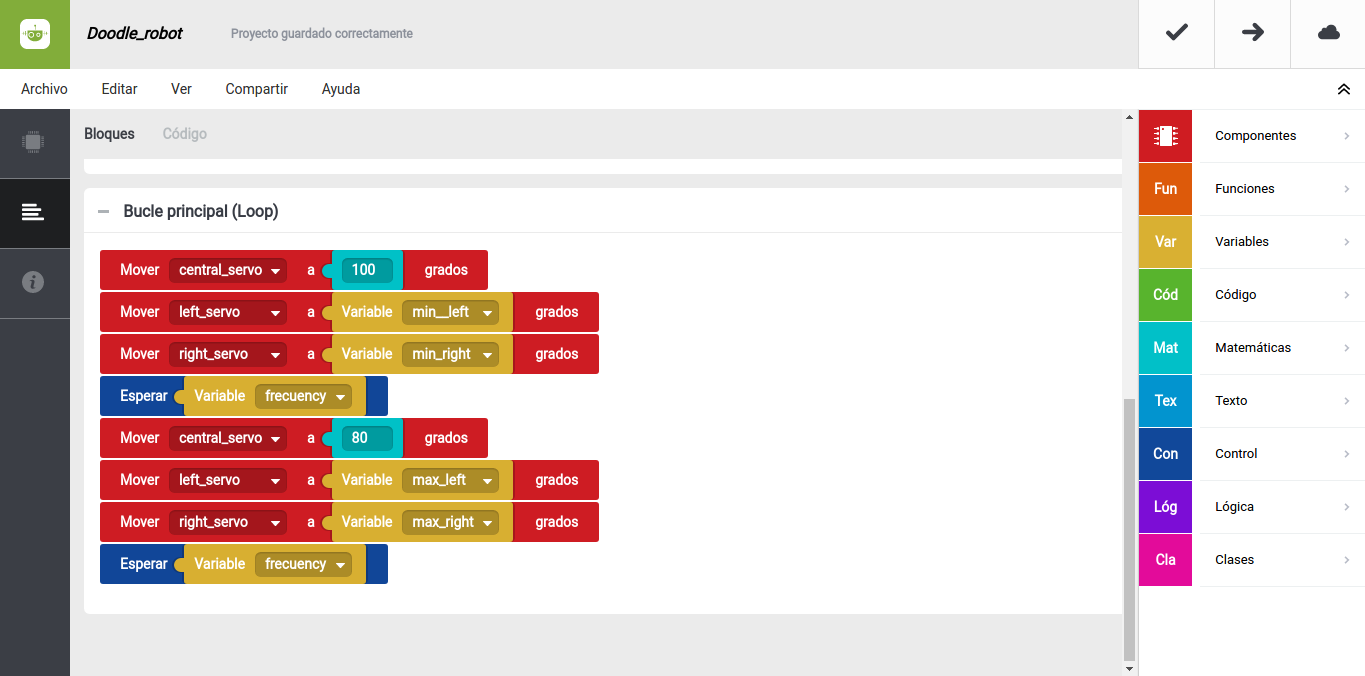 Doodle_robot Proyecto guardado correctamente
Archivo Editar Ver Compartir Ayuda
Bloques Código
Bucle principal (Loop)
Mover central_servo a 100 grados
Mover left_servo a Variable min__left grados
Mover right_servo a Variable min_right grados
Esperar Variable frecuency
Mover central_servo a 80 grados
Mover left_servo a Variable max_left grados
Mover right_servo a Variable max_right grados
Esperar Variable frecuency
Componentes
Fun Funciones
Var Variables
Cód Código
Mat Matemáticas
Tex Texto
Con Control
Lóg Lógica
Cla Clases